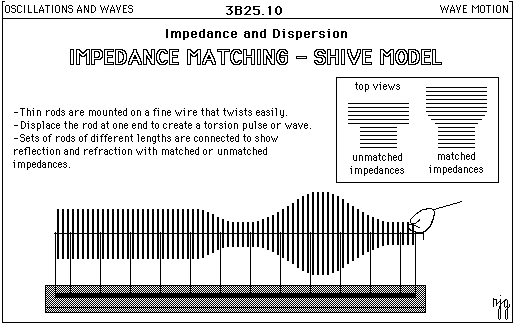 OSCILLATIONS AND WAVES
3B25.10
WAVE MOTION
Impedance and Dispersion
IMPEDANCE MATCHING - SHIVE MODEL
-Thin rods are mounted on a fine wire that twists easily.
-Displace the rod at one end to create a torsion pulse or wave.
-Sets of rods of different lengths are connected to show
reflection and refraction with matched or unmatched
impedances.
top views
unmatched
impedances
matched
impedances
njg